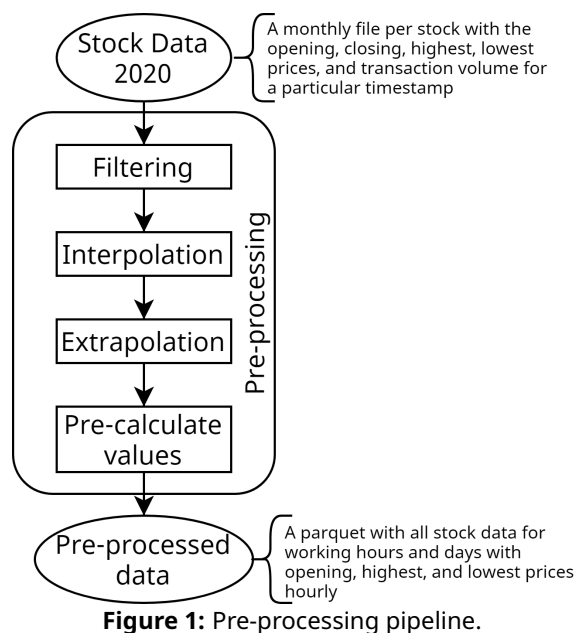 Stock Data
2020
A monthly file per stock with the
opening, closing, highest, lowest
prices, and transaction volume for
a particular timestamp
Filtering
Interpolation
Extrapolation
Pre-calculate
values
Pre-processing
Pre-processed
data
A parquet with all stock data for
working hours and days with
opening, highest, and lowest prices
hourly
Figure 1: Pre-processing pipeline.